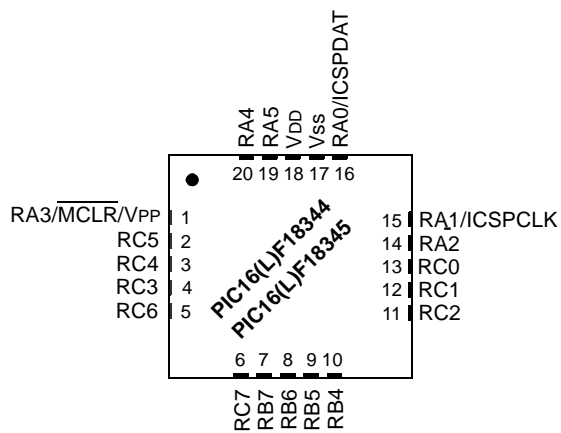 RA4
RA5
VDD
VSS
RA0/ICSPDAT
20 19 18 17 16
RA3/MCLR/VPP 1
RC5 2
RC4 3
RC3 4
RC6 5
PIC16(L)F18344
PIC16(L)F18345
15 RA1/ICSPCLK
14 RA2
13 RC0
12 RC1
11 RC2
6 7 8 9 10
RC7
RB7
RB6
RB5
RB4